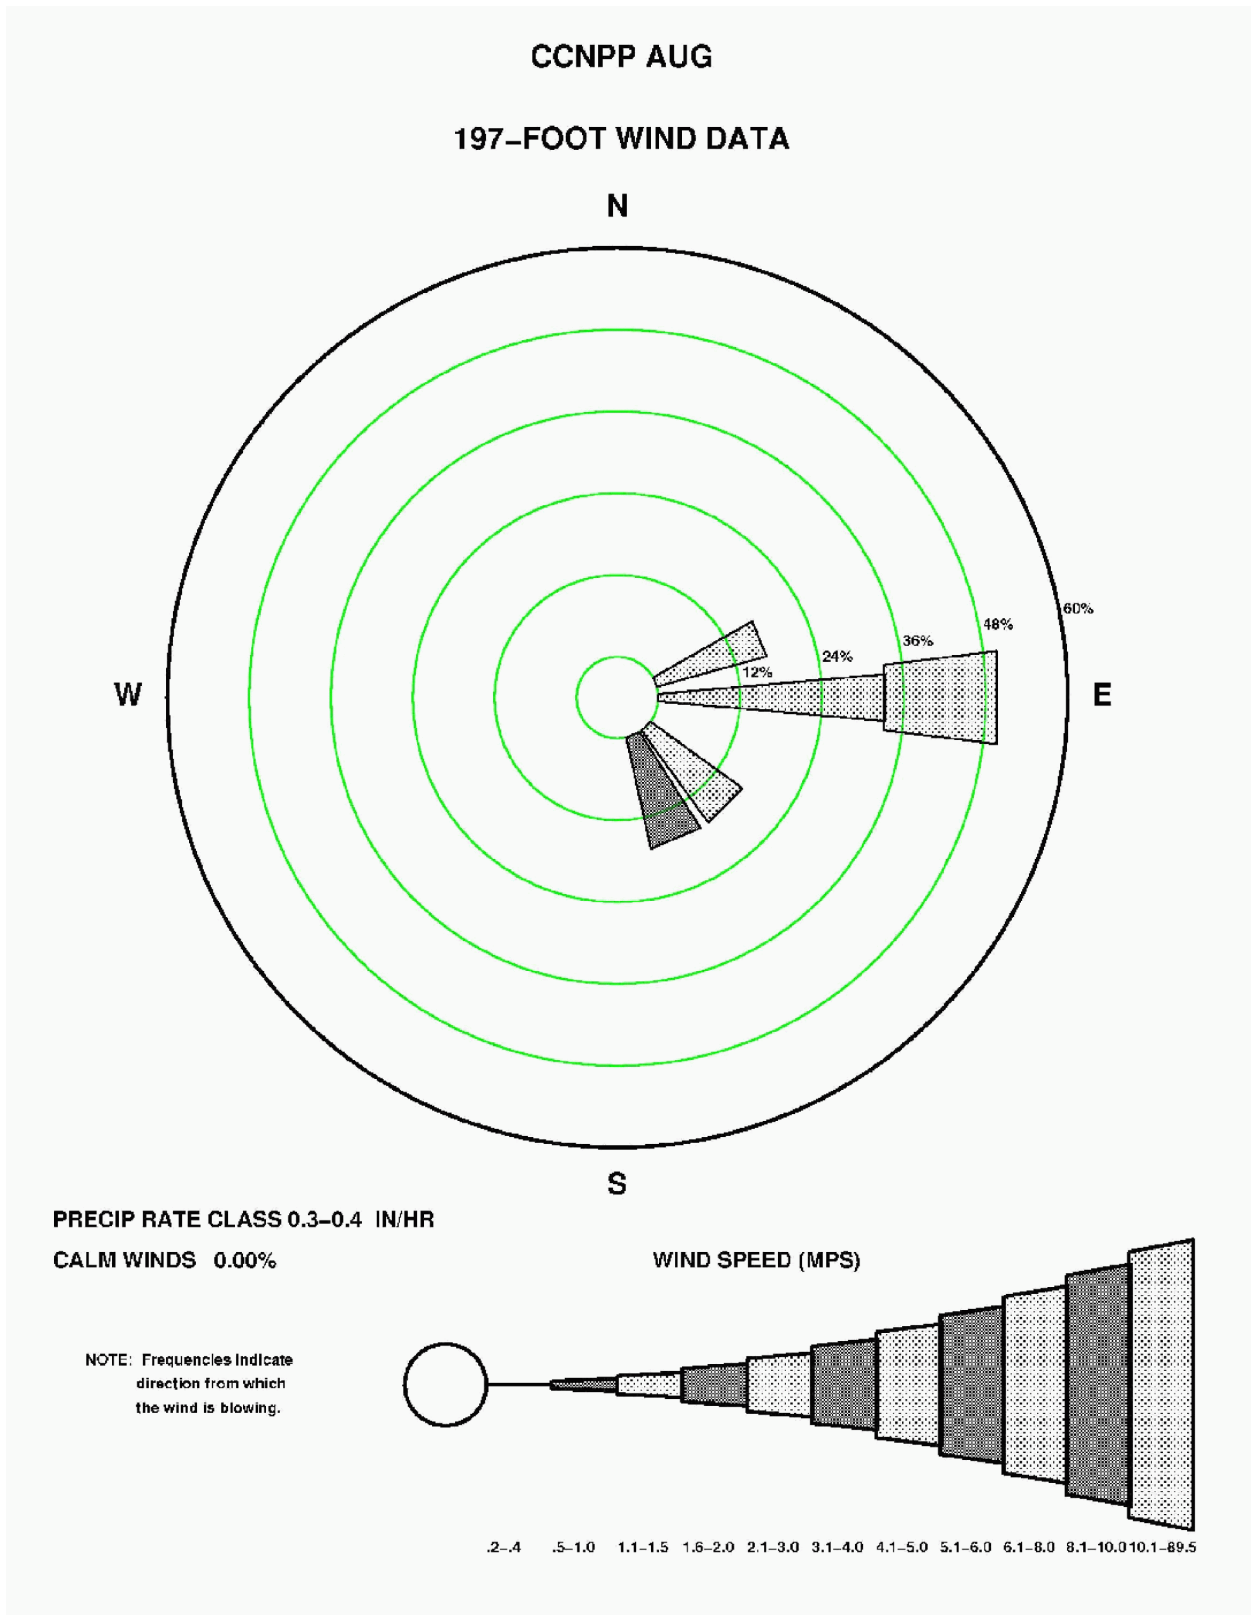 CCNPP AUG
197–FOOT WIND DATA
N
60%
48%
36%
24%
12%
W
E
S
PRECIP RATE CLASS 0.3–0.4 IN/HR
CALM WINDS 0.00%
WIND SPEED (MPS)
NOTE: Frequencies indicate
direction from which
the wind is blowing.
.2–.4 .5–1.0 1.1–1.5 1.6–2.0 2.1–3.0 3.1–4.0 4.1–5.0 5.1–6.0 6.1–8.0 8.1–10.0 10.1–89.5